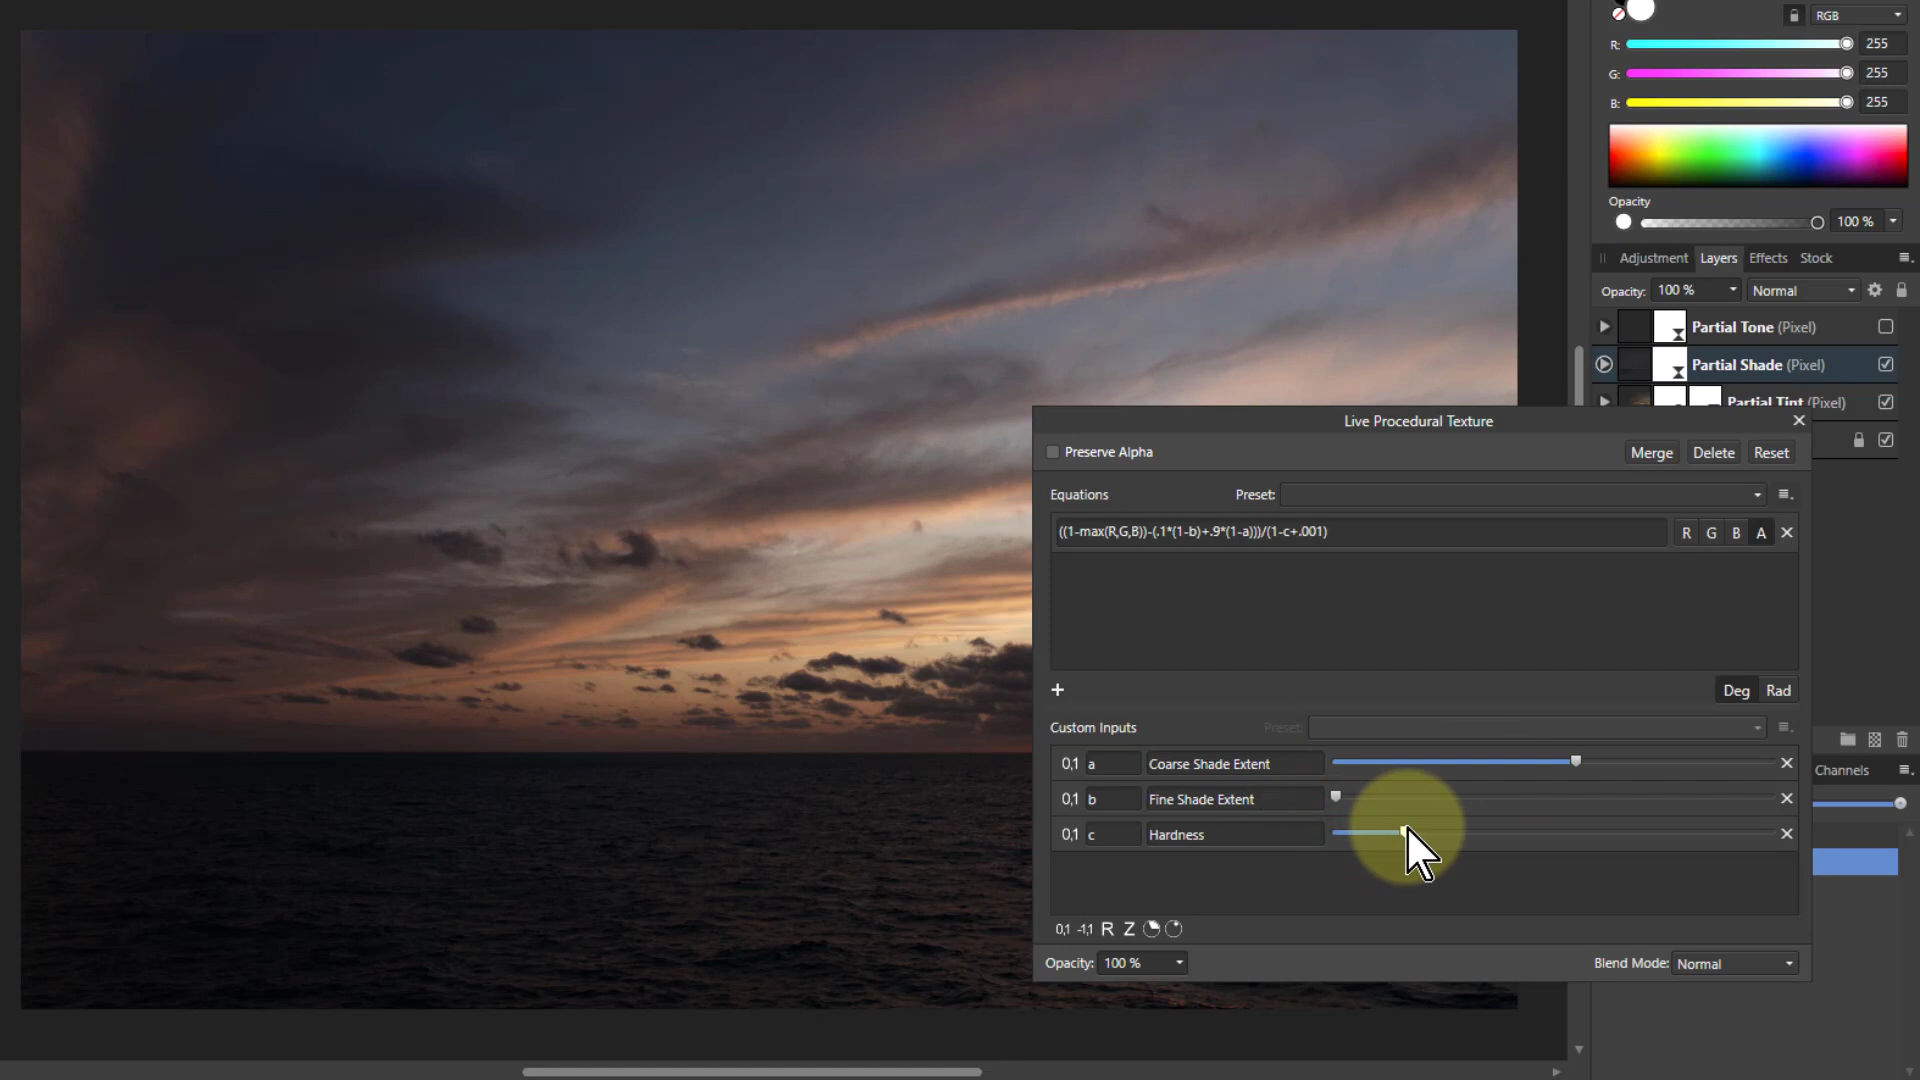 RGB
R: 255
G: 255
B: 255
Opacity
100 %
Adjustment Layers Effects Stock
Opacity: 100 % Normal
Partial Tone (Pixel)
Partial Shade (Pixel)
Partial Tint (Pixel)
Live Procedural Texture
Preserve Alpha Merge Delete Reset
Equations Preset:
((1-max(R,G,B))-(.1*(1-b)+.9*(1-a)))/(1-c+.001) R G B A
Deg Rad
Custom Inputs Preset:
Channels
0,1 a Coarse Shade Extent
0,1 b Fine Shade Extent
0,1 c Hardness
0,1 -1,1 R Z
Opacity: 100 % Blend Mode: Normal